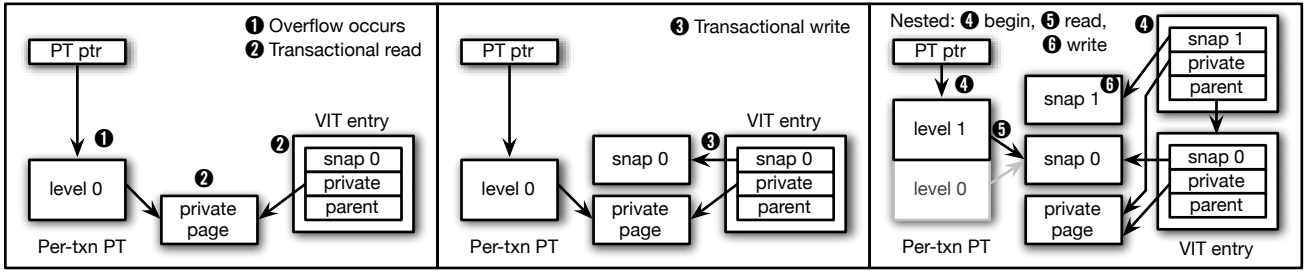 ❶ Overflow occurs
❷ Transactional read
PT ptr
❶
VIT entry
❷
snap 0
private
parent
level 0
❷
private
page
Per-txn PT
❸ Transactional write
PT ptr
VIT entry
❸
snap 0
snap 0
private
parent
level 0
private
page
Per-txn PT
Nested: ❹ begin, ❺ read,
❻ write
PT ptr
❹
❹
snap 1
private
parent
❻
snap 1
level 1
❺
snap 0
snap 0
private
parent
level 0
private
page
Per-txn PT
VIT entry